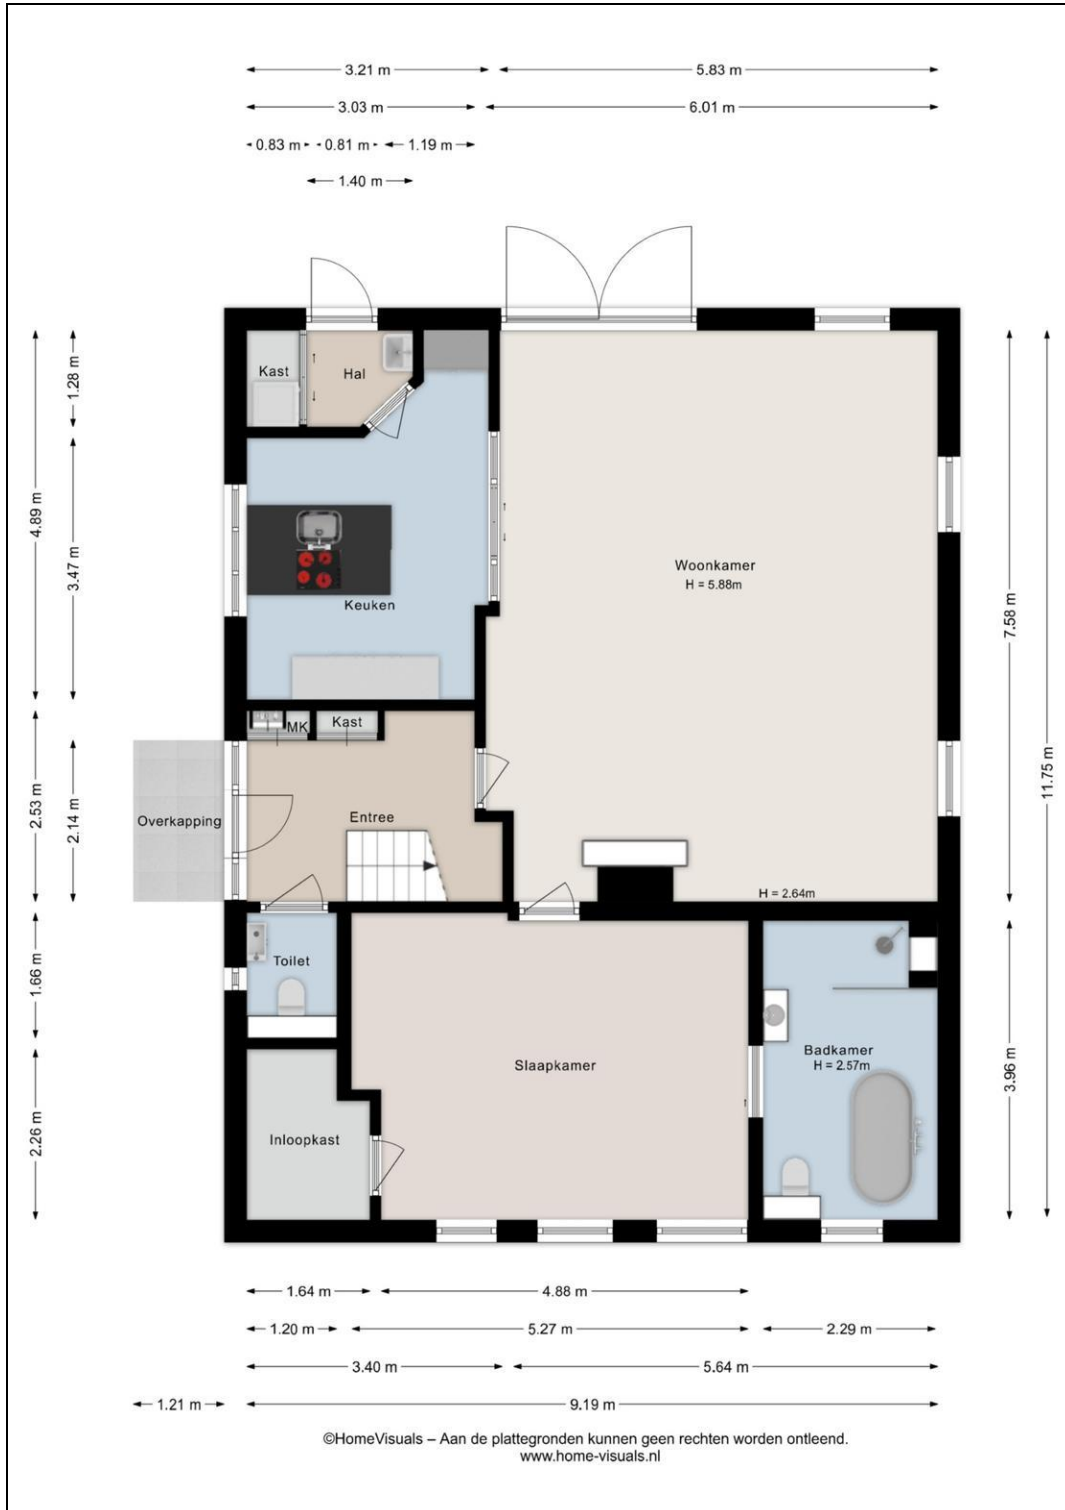 3.21 m 5.83 m
3.03 m 6.01 m
0.83 m 0.81 m 1.19 m
1.40 m
Kast
Hal
1.28 m
4.89 m
3.47 m
Woonkamer
H = 5.88m
Keuken
7.58 m
11.75 m
MK
Kast
2.53 m
2.14 m
Overkapping
Entree
H = 2.64m
1.66 m
Toilet
Slaapkamer
Badkamer
H = 2.57m
3.96 m
2.26 m
Inloopkast
1.64 m 4.88 m
1.20 m 5.27 m 2.29 m
3.40 m 5.64 m
1.21 m 9.19 m
©HomeVisuals – Aan de plattegronden kunnen geen rechten worden ontleend.
www.home-visuals.nl